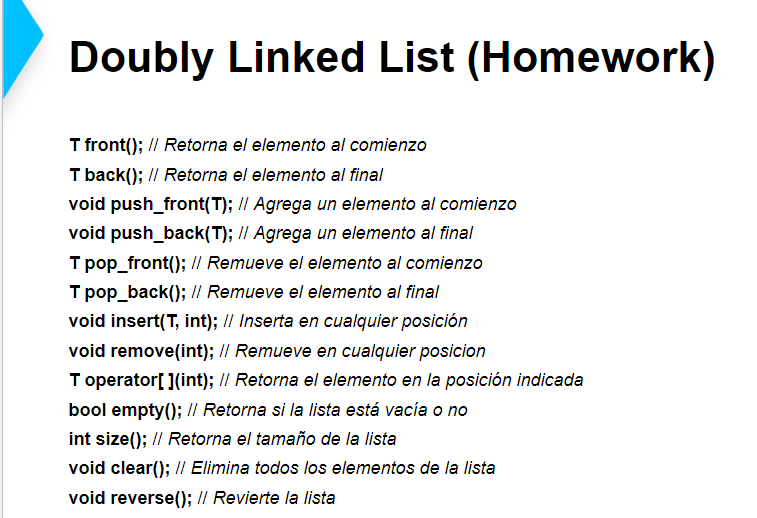 Doubly Linked List (Homework)
T front(); // Retorna el elemento al comienzo
T back(); // Retorna el elemento al final
void push_front(T); // Agrega un elemento al comienzo
void push_back(T); // Agrega un elemento al final
T pop_front(); // Remueve el elemento al comienzo
T pop_back(); // Remueve el elemento al final
void insert(T, int); // Inserta en cualquier posición
void remove(int); // Remueve en cualquier posicion
T operator[ ](int); // Retorna el elemento en la posición indicada
bool empty(); // Retorna si la lista está vacía o no
int size(); // Retorna el tamaño de la lista
void clear(); // Elimina todos los elementos de la lista
void reverse(); // Revierte la lista